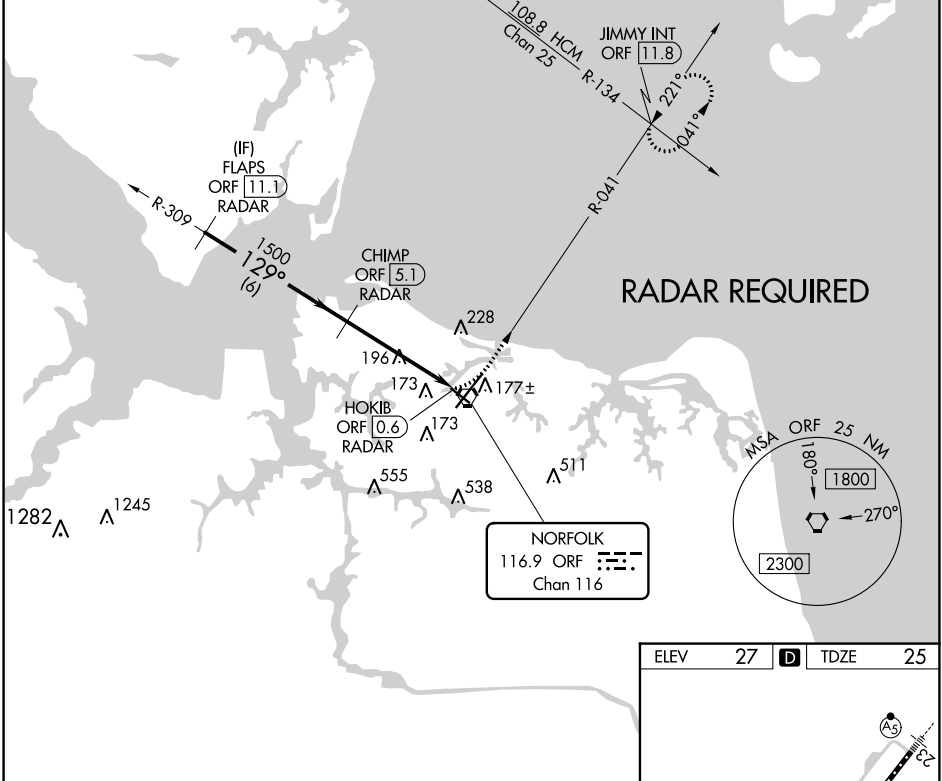 108.8 HCM
Chan 25
R-134
JIMMY INT
ORF 11.8
221°
041°
(IF)
FLAPS
ORF 11.1
RADAR
R-309
R-041
1500
129°
(6)
CHIMP
ORF 5.1
RADAR
RADAR REQUIRED
228
196
173
177±
HOKIB
ORF 0.6
RADAR
173
555
538
511
1282
1245
MSA ORF 25 NM
180°
1800
270°
2300
NORFOLK
116.9 ORF
Chan 116
ELEV 27 D TDZE 25
A5
23